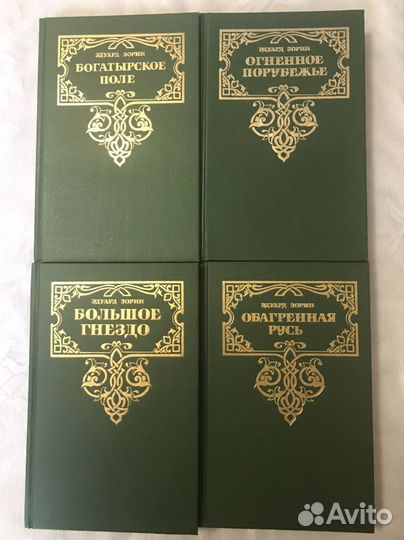 ЭДУАРД ЗОРИН
БОГАТЫРСКОЕ
ПОЛЕ
ЭДУАРД ЗОРИН
ОГНЕННОЕ
ПОРУБЕЖЬЕ
ЭДУАРД ЗОРИН
БОЛЬШОЕ
ГНЕЗДО
ЭДУАРД ЗОРИН
ОБАГРЕННАЯ
РУСЬ
Avito